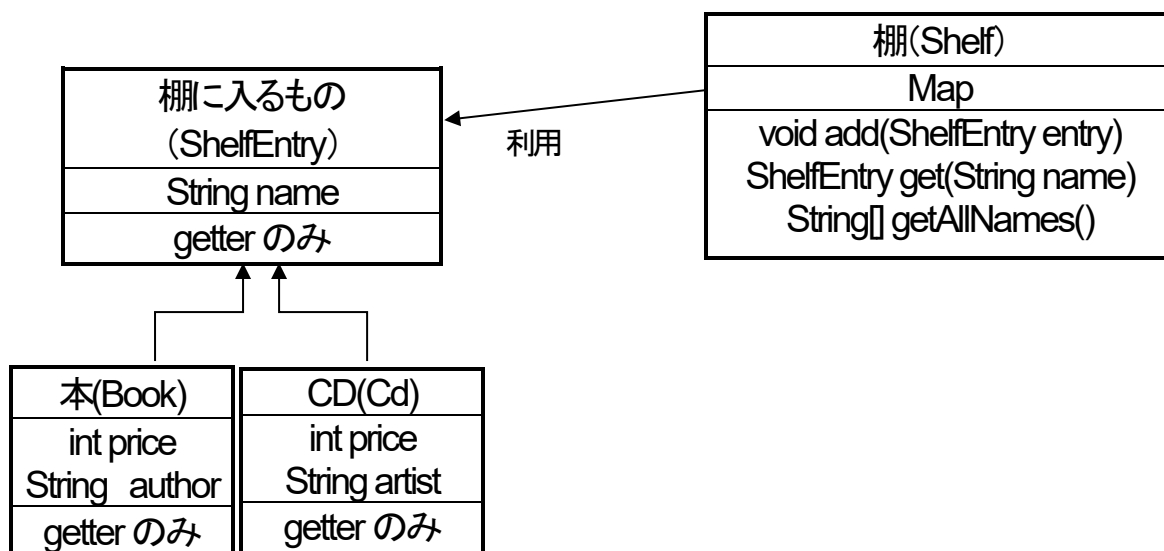 棚(Shelf)
Map
void add(ShelfEntry entry)
ShelfEntry get(String name)
String[] getAllNames()
棚に入るもの
(ShelfEntry)
String name
getter のみ
利用
本(Book)
int price
String author
getter のみ
CD(Cd)
int price
String artist
getter のみ